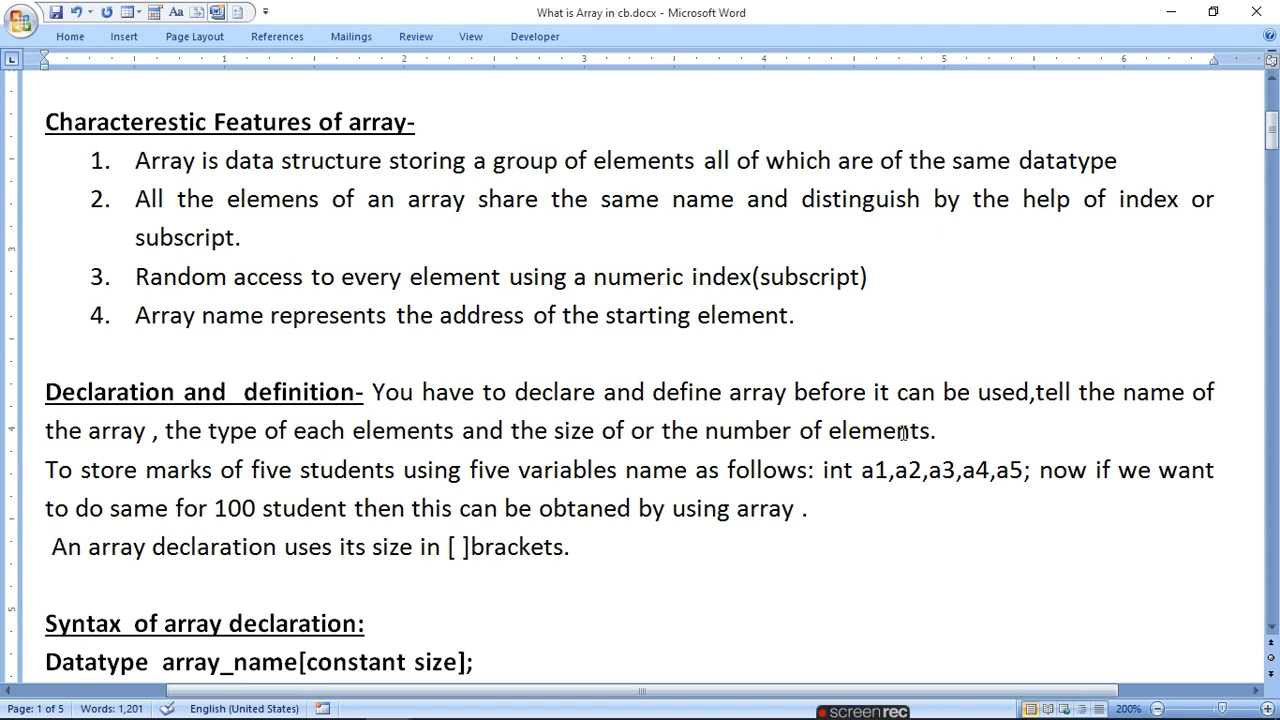 What is Array in cb.docx - Microsoft Word
Home Insert Page Layout References Mailings Review View Developer
1 2 3 4 5 6
Characterestic Features of array-
1. Array is data structure storing a group of elements all of which are of the same datatype
2. All the elemens of an array share the same name and distinguish by the help of index or
subscript.
3. Random access to every element using a numeric index(subscript)
4. Array name represents the address of the starting element.
Declaration and definition- You have to declare and define array before it can be used,tell the name of
the array , the type of each elements and the size of or the number of elements.
To store marks of five students using five variables name as follows: int a1,a2,a3,a4,a5; now if we want
to do same for 100 student then this can be obtaned by using array .
An array declaration uses its size in [ ]brackets.
Syntax of array declaration:
Datatype array_name[constant size];
Page: 1 of 5 Words: 1,201 English (United States) 200%
screenrec